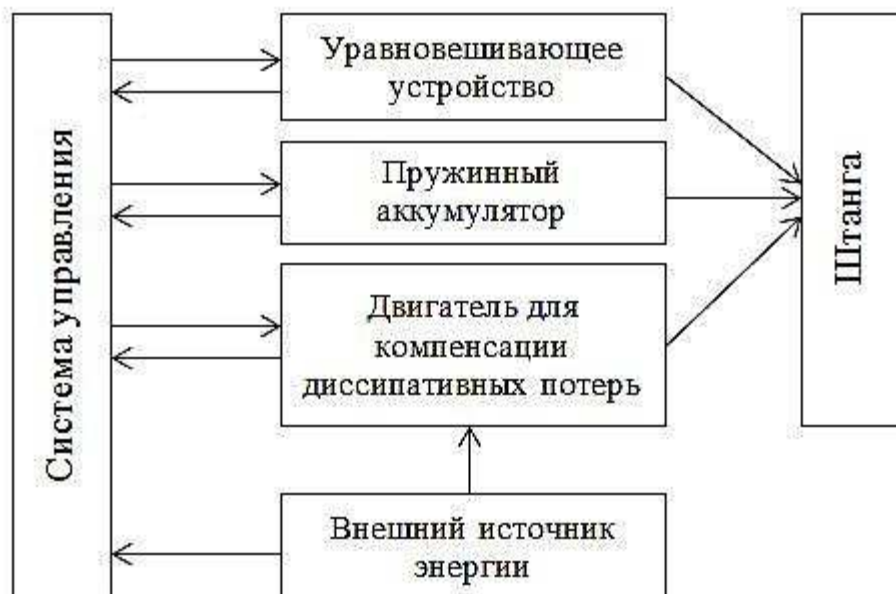 Система управления
Уравновешивающее
устройство
Пружинный
аккумулятор
Двигатель для
компенсации
диссипативных потерь
Внешний источник
энергии
Штанга